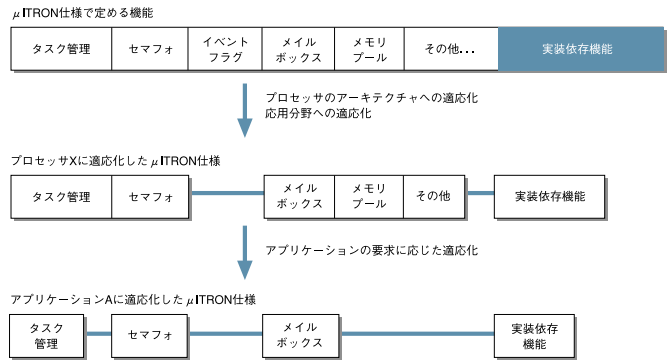 μITRON仕様で定める機能
タスク管理 セマフォ イベントフラグ メイルボックス メモリプール その他... 実装依存機能
プロセッサのアーキテクチャへの適応化
応用分野への適応化
プロセッサXに適応化したμITRON仕様
タスク管理 セマフォ メイルボックス メモリプール その他 実装依存機能
アプリケーションの要求に応じた適応化
アプリケーションAに適応化したμITRON仕様
タスク管理 セマフォ メイルボックス 実装依存機能